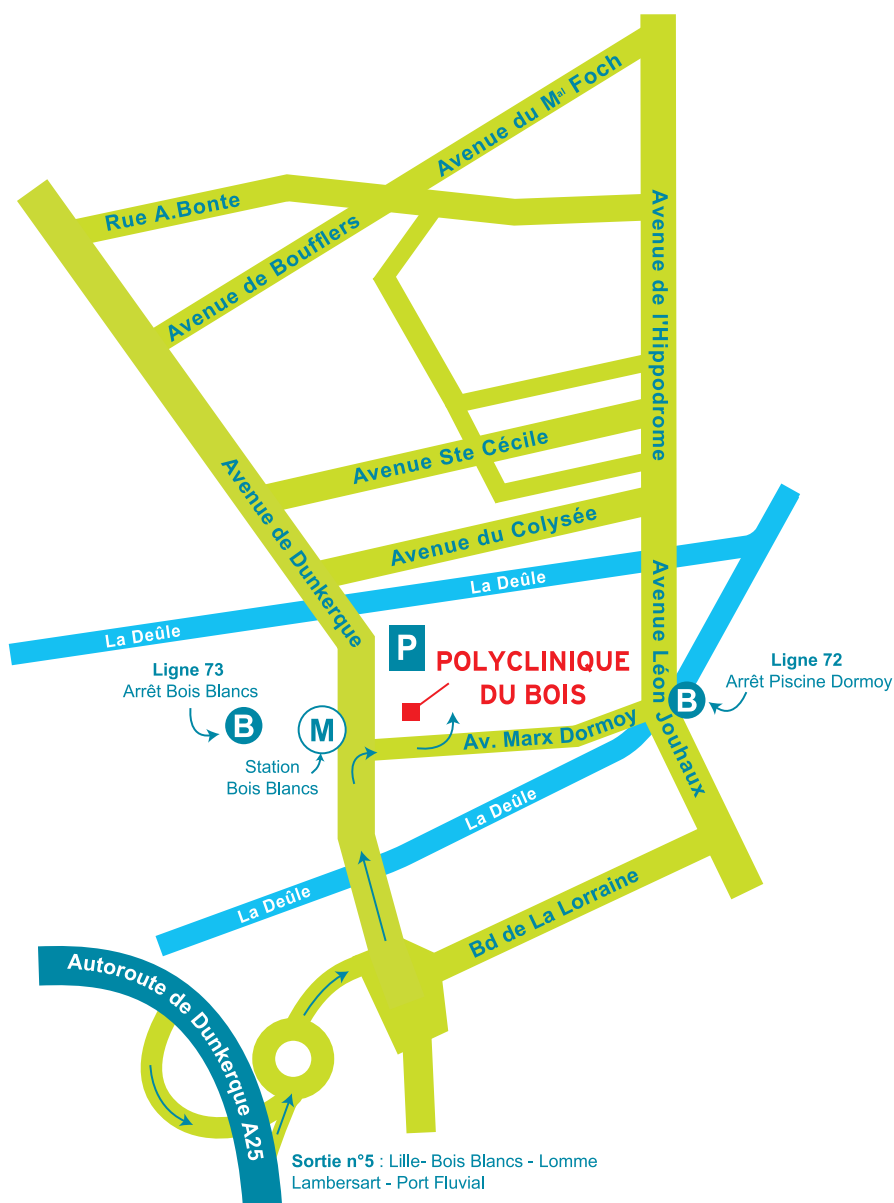 Avenue du Mal Foch
Rue A.Bonte
Avenue de Boufflers
Avenue de l'Hippodrome
Avenue Ste Cécile
Avenue de Dunkerque
Avenue du Colysée
La Deûle
La Deûle
Avenue Léon Jouhaux
P
POLYCLINIQUE
DU BOIS
Ligne 73
Arrêt Bois Blancs
B
M
Station
Bois Blancs
Ligne 72
Arrêt Piscine Dormoy
B
Av. Marx Dormoy
La Deûle
La Deûle
Bd de La Lorraine
Autoroute de Dunkerque A25
Sortie n°5 : Lille- Bois Blancs - Lomme
Lambersart - Port Fluvial